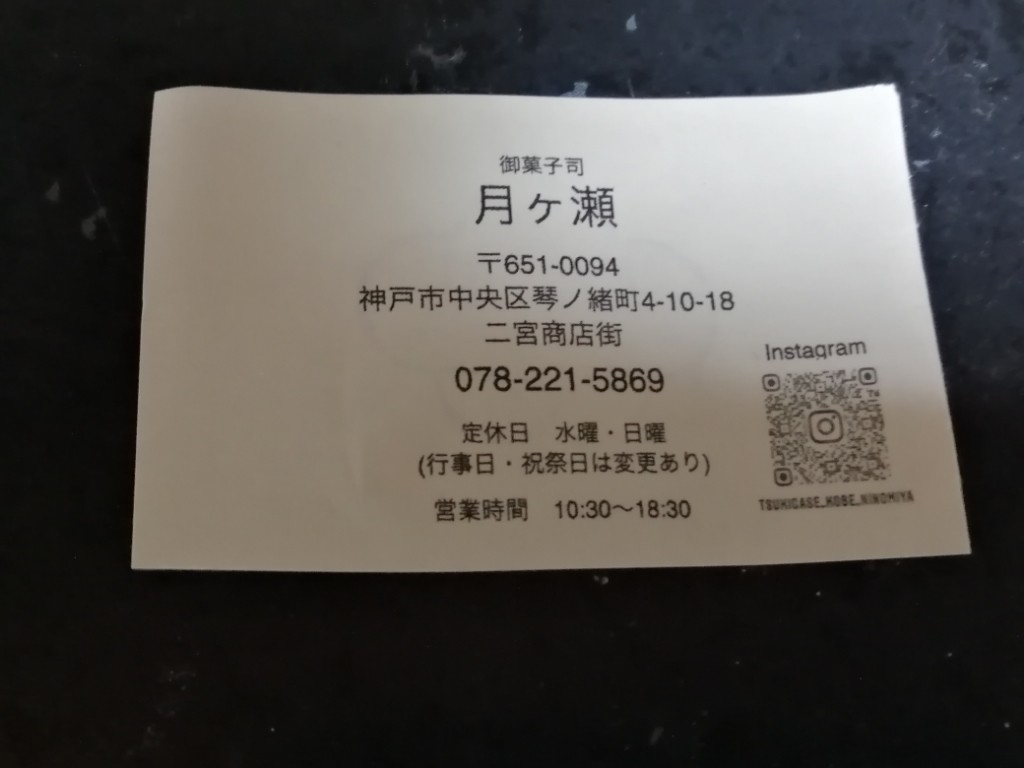 御菓子司
月ヶ瀬
〒651-0094
神戸市中央区琴ノ緒町4-10-18
二宮商店街
078-221-5869
定休日　水曜・日曜
(行事日・祝祭日は変更あり)
営業時間　10:30〜18:30
Instagram
TSUKIGASE_KOBE_NINOMIYA